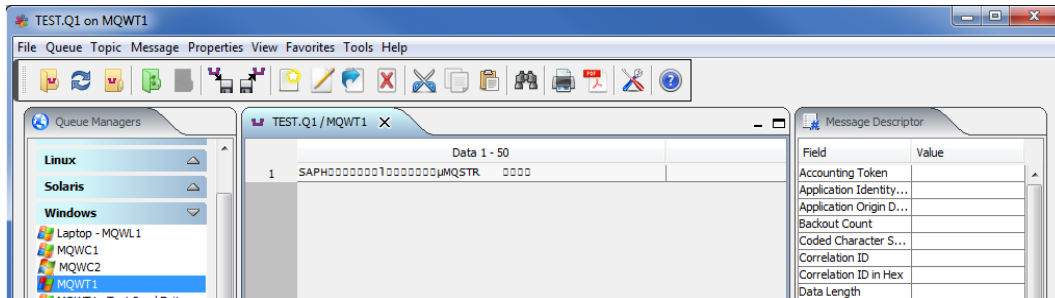 TEST.Q1 on MQWT1
File Queue Topic Message Properties View Favorites Tools Help
PDF
Queue Managers
Linux
Solaris
Windows
Laptop - MQWL1
MQWC1
MQWC2
MQWT1
TEST.Q1/MQWT1
Data 1 - 50
1 SAPH□□□□□□□l□□□□□□□µMQSTR □□□□
Message Descriptor
Field Value
Accounting Token
Application Identity...
Application Origin D...
Backout Count
Coded Character S...
Correlation ID
Correlation ID in Hex
Data Length